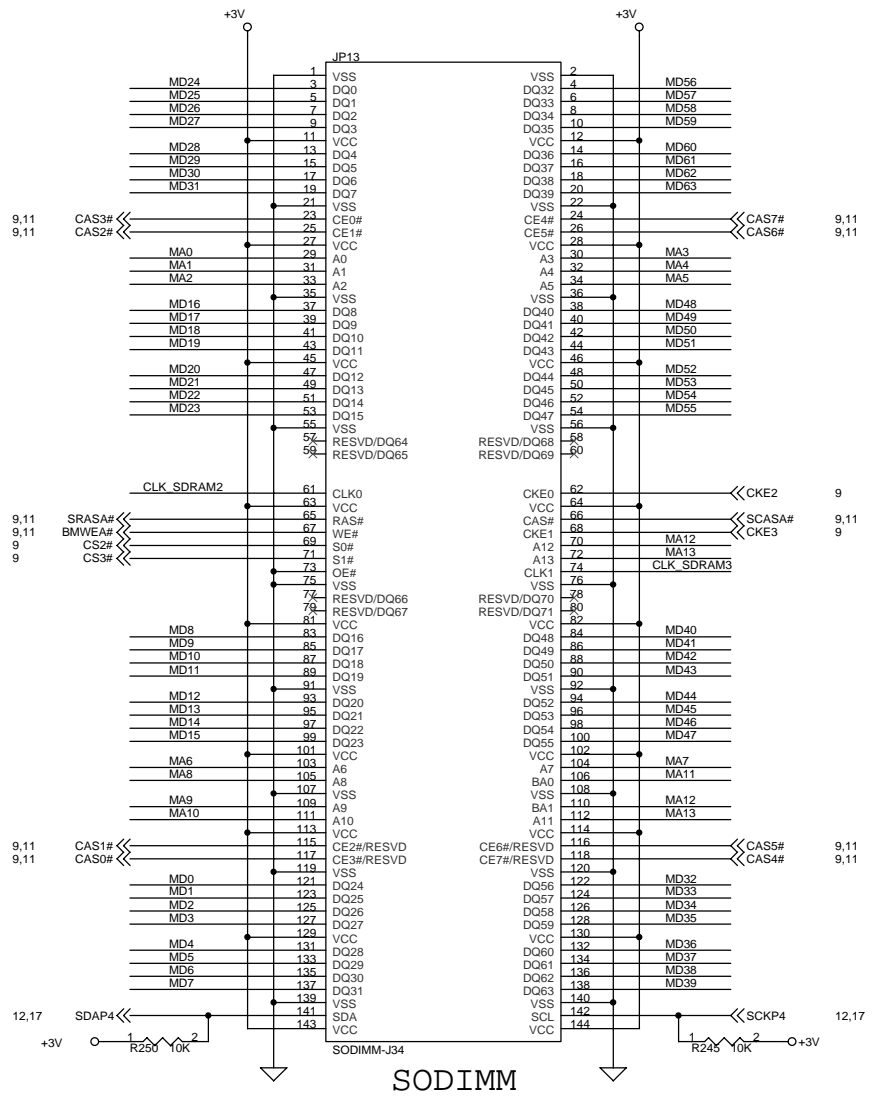 +3V +3V
JP13
1 VSS VSS 2
MD24 3 DQ0 DQ32 4 MD56
MD25 5 DQ1 DQ33 6 MD57
MD26 7 DQ2 DQ34 8 MD58
MD27 9 DQ3 DQ35 10 MD59
11 VCC VCC 12
MD28 13 DQ4 DQ36 14 MD60
MD29 15 DQ5 DQ37 16 MD61
MD30 17 DQ6 DQ38 18 MD62
MD31 19 DQ7 DQ39 20 MD63
21 VSS VSS 22
9,11 CAS3# 23 CE0# CE4# 24 CAS7# 9,11
9,11 CAS2# 25 CE1# CE5# 26 CAS6# 9,11
27 VCC VCC 28
MA0 29 A0 A3 30 MA3
MA1 31 A1 A4 32 MA4
MA2 33 A2 A5 34 MA5
35 VSS VSS 36
MD16 37 DQ8 DQ40 38 MD48
MD17 39 DQ9 DQ41 40 MD49
MD18 41 DQ10 DQ42 42 MD50
MD19 43 DQ11 DQ43 44 MD51
45 VCC VCC 46
MD20 47 DQ12 DQ44 48 MD52
MD21 49 DQ13 DQ45 50 MD53
MD22 51 DQ14 DQ46 52 MD54
MD23 53 DQ15 DQ47 54 MD55
55 VSS VSS 56
57 RESVD/DQ64 RESVD/DQ68 58
59 RESVD/DQ65 RESVD/DQ69 60
CLK_SDRAM2 61 CLK0 CKE0 62 CKE2 9
63 VCC VCC 64
9,11 SRASA# 65 RAS# CAS# 66 SCASA# 9,11
9,11 BMWEA# 67 WE# CKE1 68 CKE3 9
9 CS2# 69 S0# A12 70 MA12
9 CS3# 71 S1# A13 72 MA13
73 OE# CLK1 74 CLK_SDRAM3
75 VSS VSS 76
77 RESVD/DQ66 RESVD/DQ70 78
79 RESVD/DQ67 RESVD/DQ71 80
81 VCC VCC 82
MD8 83 DQ16 DQ48 84 MD40
MD9 85 DQ17 DQ49 86 MD41
MD10 87 DQ18 DQ50 88 MD42
MD11 89 DQ19 DQ51 90 MD43
91 VSS VSS 92
MD12 93 DQ20 DQ52 94 MD44
MD13 95 DQ21 DQ53 96 MD45
MD14 97 DQ22 DQ54 98 MD46
MD15 99 DQ23 DQ55 100 MD47
101 VCC VCC 102
MA6 103 A6 A7 104 MA7
MA8 105 A8 BA0 106 MA11
107 VSS VSS 108
MA9 109 A9 BA1 110 MA12
MA10 111 A10 A11 112 MA13
113 VCC VCC 114
9,11 CAS1# 115 CE2#/RESVD CE6#/RESVD 116 CAS5# 9,11
9,11 CAS0# 117 CE3#/RESVD CE7#/RESVD 118 CAS4# 9,11
119 VSS VSS 120
MD0 121 DQ24 DQ56 122 MD32
MD1 123 DQ25 DQ57 124 MD33
MD2 125 DQ26 DQ58 126 MD34
MD3 127 DQ27 DQ59 128 MD35
129 VCC VCC 130
MD4 131 DQ28 DQ60 132 MD36
MD5 133 DQ29 DQ61 134 MD37
MD6 135 DQ30 DQ62 136 MD38
MD7 137 DQ31 DQ63 138 MD39
139 VSS VSS 140
12,17 SDAP4 141 SDA SCL 142 SCKP4 12,17
143 VCC VCC 144
+3V 1 2 1 2 +3V
R250 10K R245 10K
SODIMM-J34
SODIMM